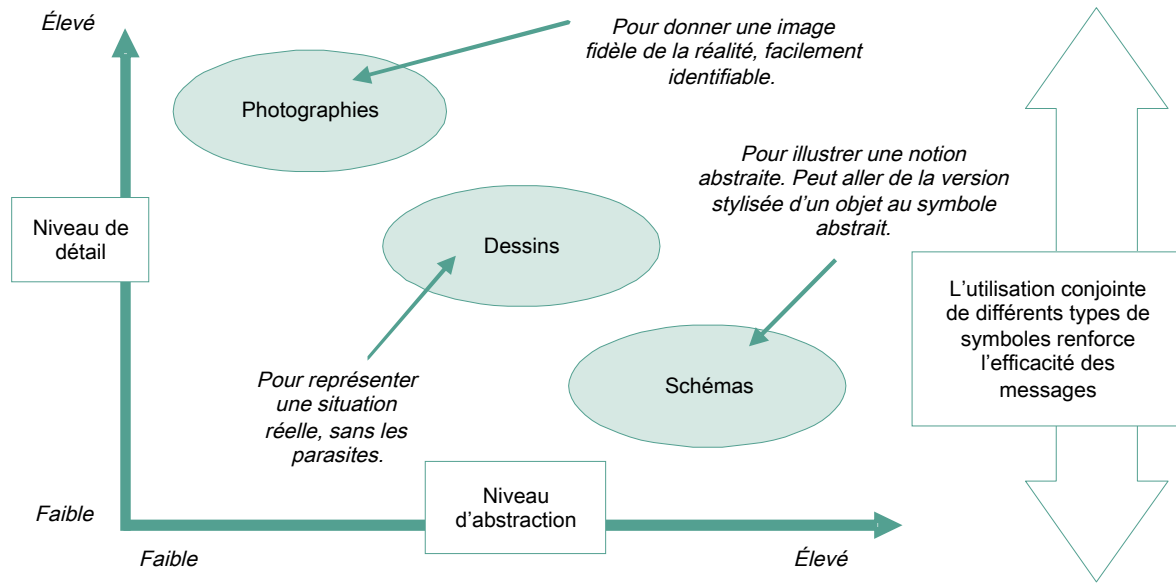 Élevé
Pour donner une image
fidèle de la réalité, facilement
identifiable.
Photographies
Pour illustrer une notion
abstraite. Peut aller de la version
stylisée d’un objet au symbole
abstrait.
Niveau de
détail
Dessins
L’utilisation conjointe
de différents types de
symboles renforce
l’efficacité des
messages
Pour représenter
une situation
réelle, sans les
parasites.
Schémas
Niveau
d’abstraction
Faible
Faible
Élevé